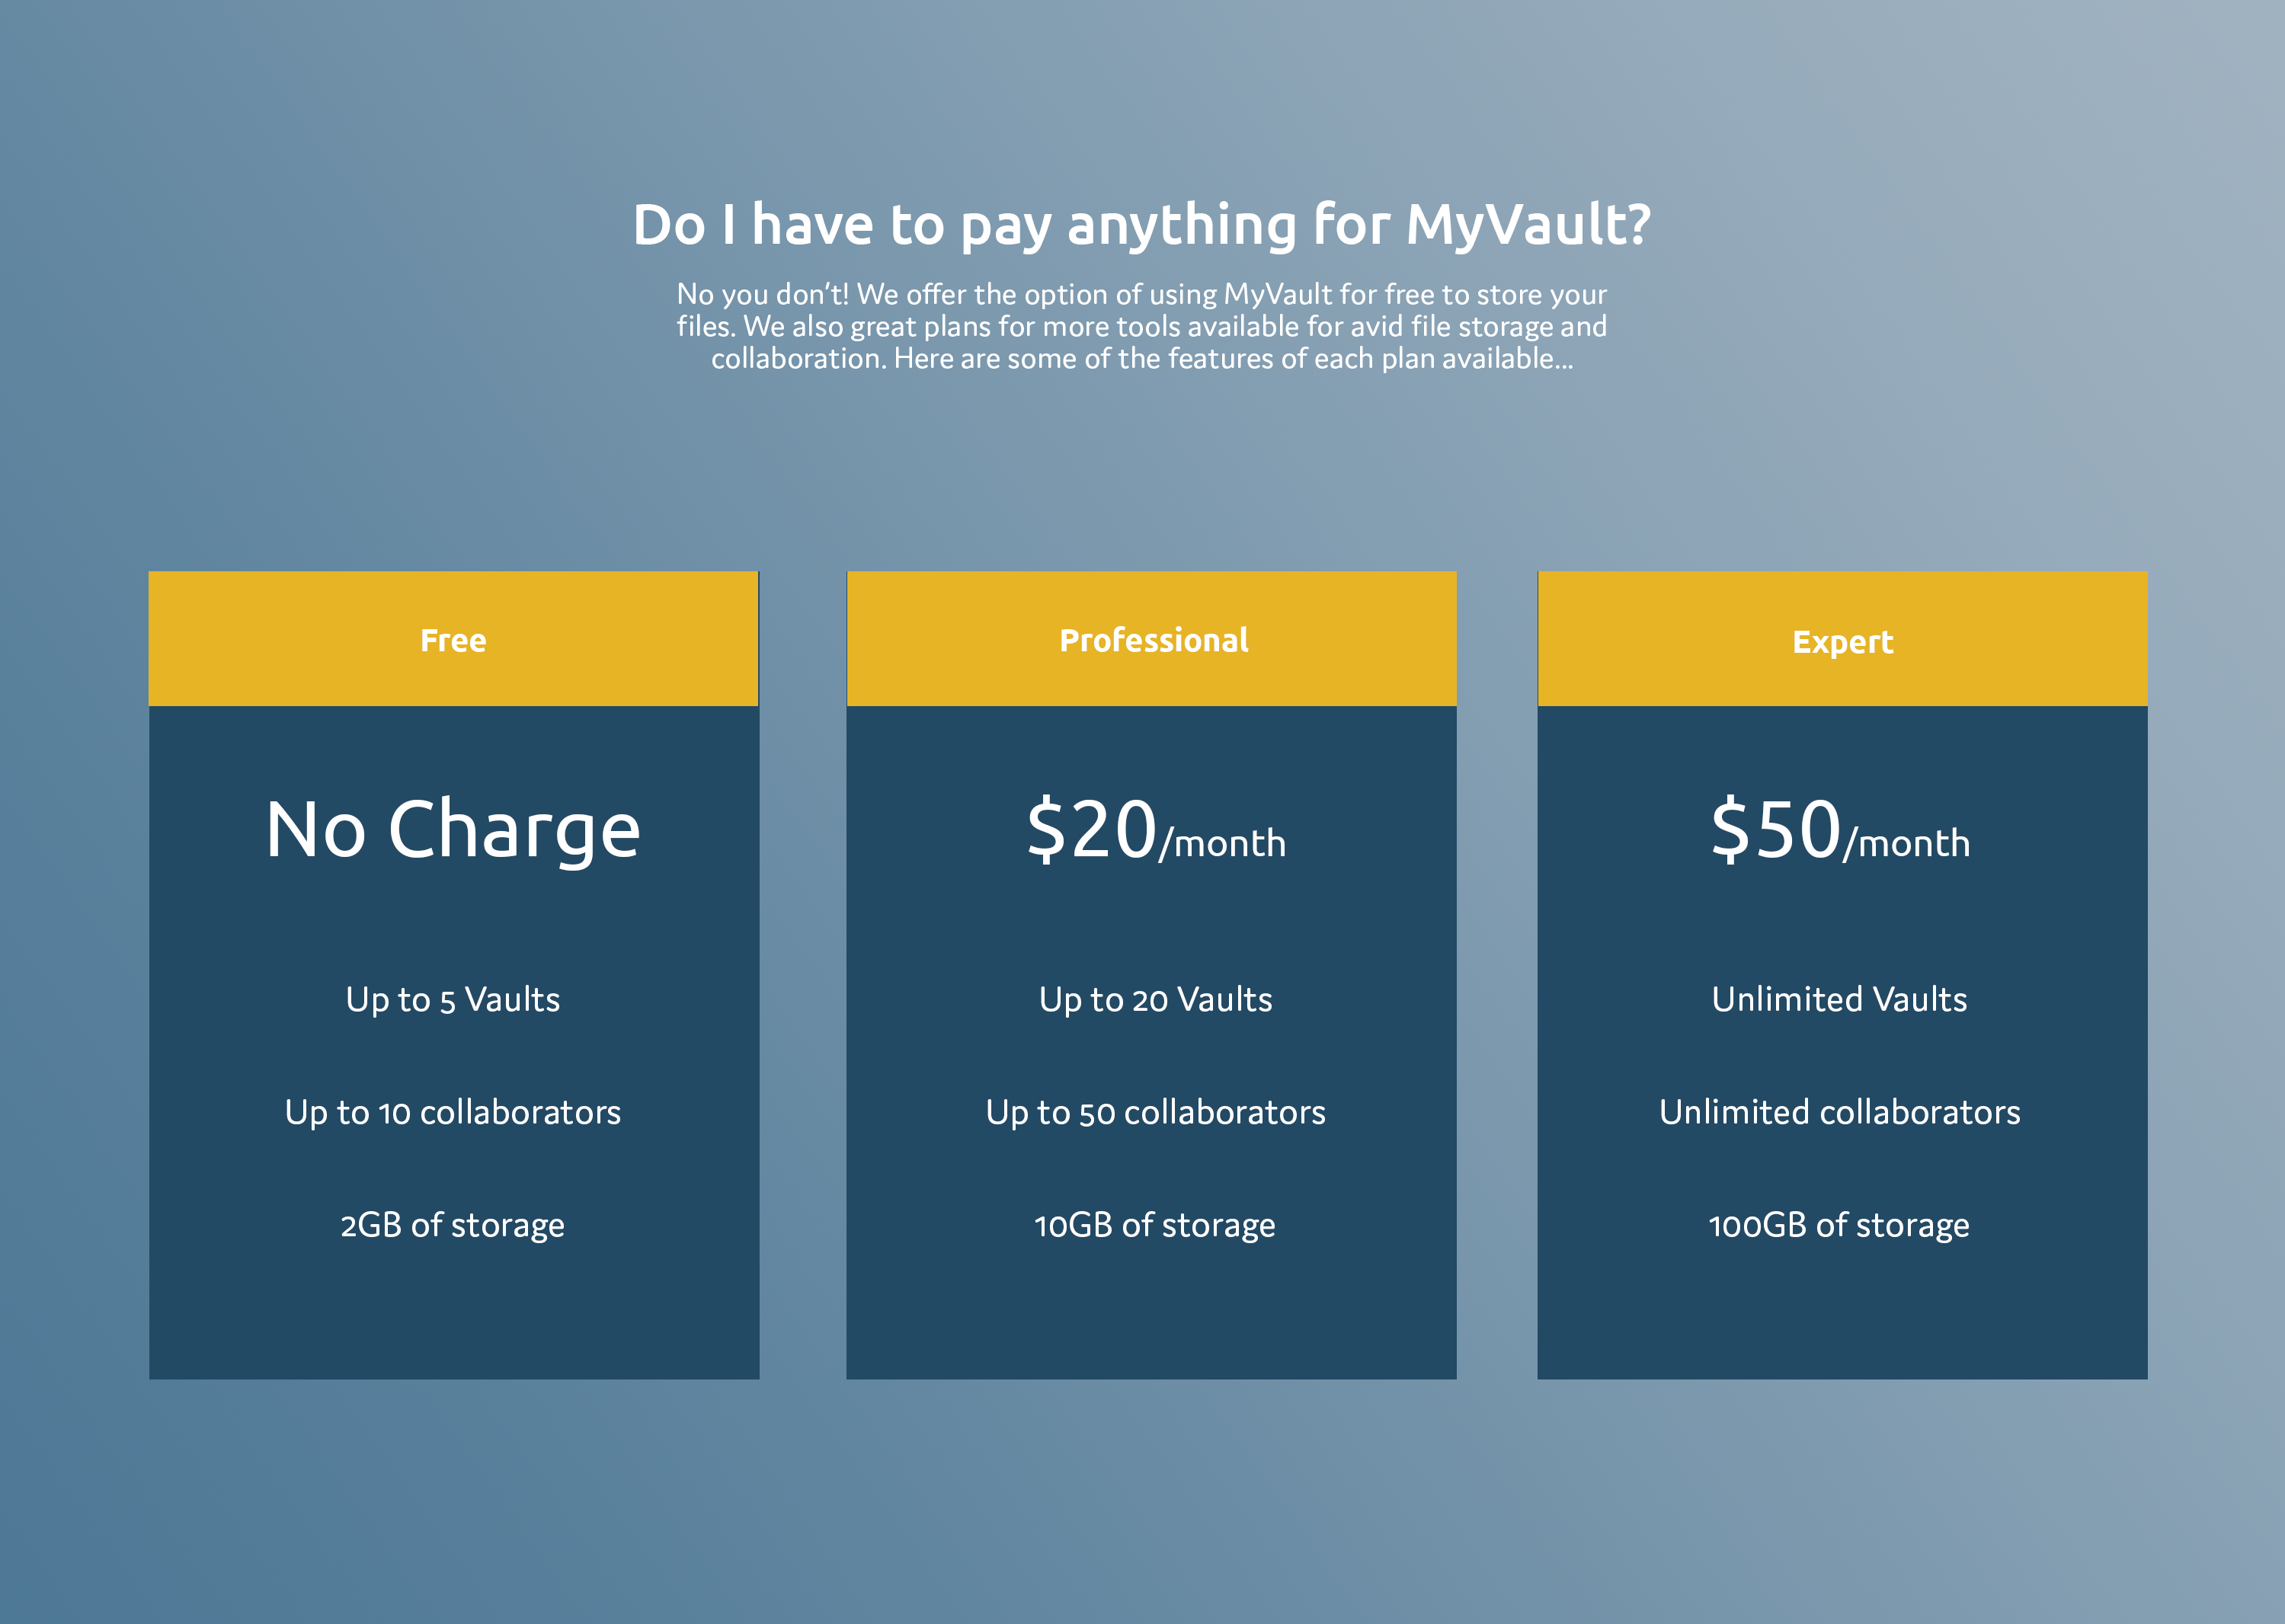 Do I have to pay anything for MyVault?
No you don't! We offer the option of using MyVault for free to store your
files. We also great plans for more tools available for avid file storage and
collaboration. Here are some of the features of each plan available...
Free
No Charge
Up to 5 Vaults
Up to 10 collaborators
2GB of storage
Professional
$20/month
Up to 20 Vaults
Up to 50 collaborators
10GB of storage
Expert
$50/month
Unlimited Vaults
Unlimited collaborators
100GB of storage